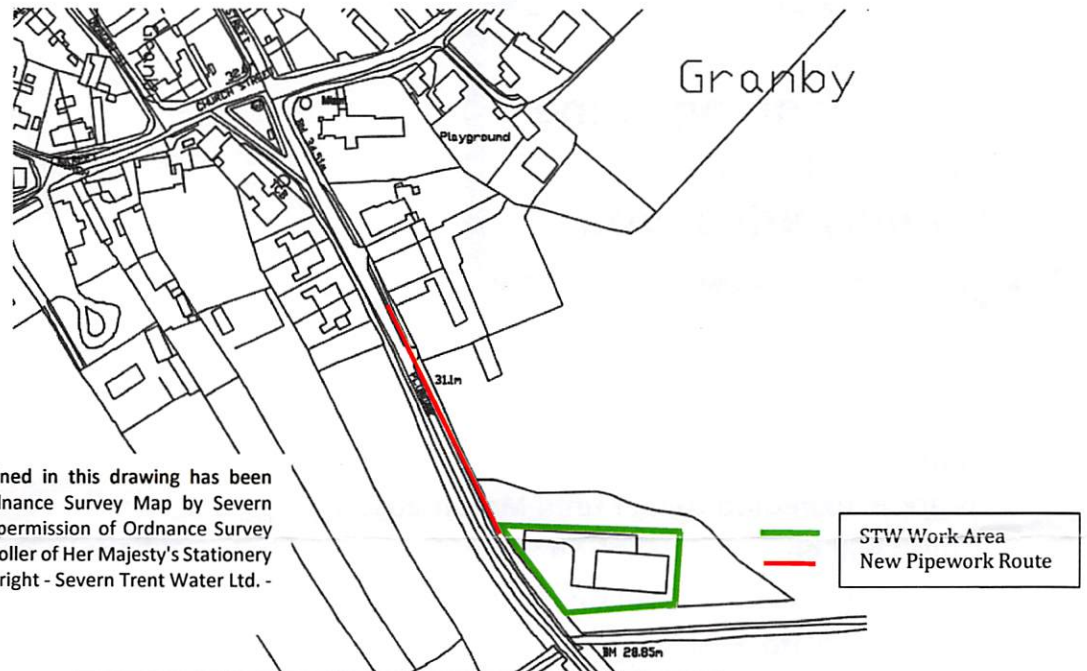 Granby
CHURCH STREET
Playground
31.1m
ned in this drawing has been
dnance Survey Map by Severn
permission of Ordnance Survey
oller of Her Majesty's Stationery
right - Severn Trent Water Ltd. -
STW Work Area
New Pipework Route
BM 28.85m